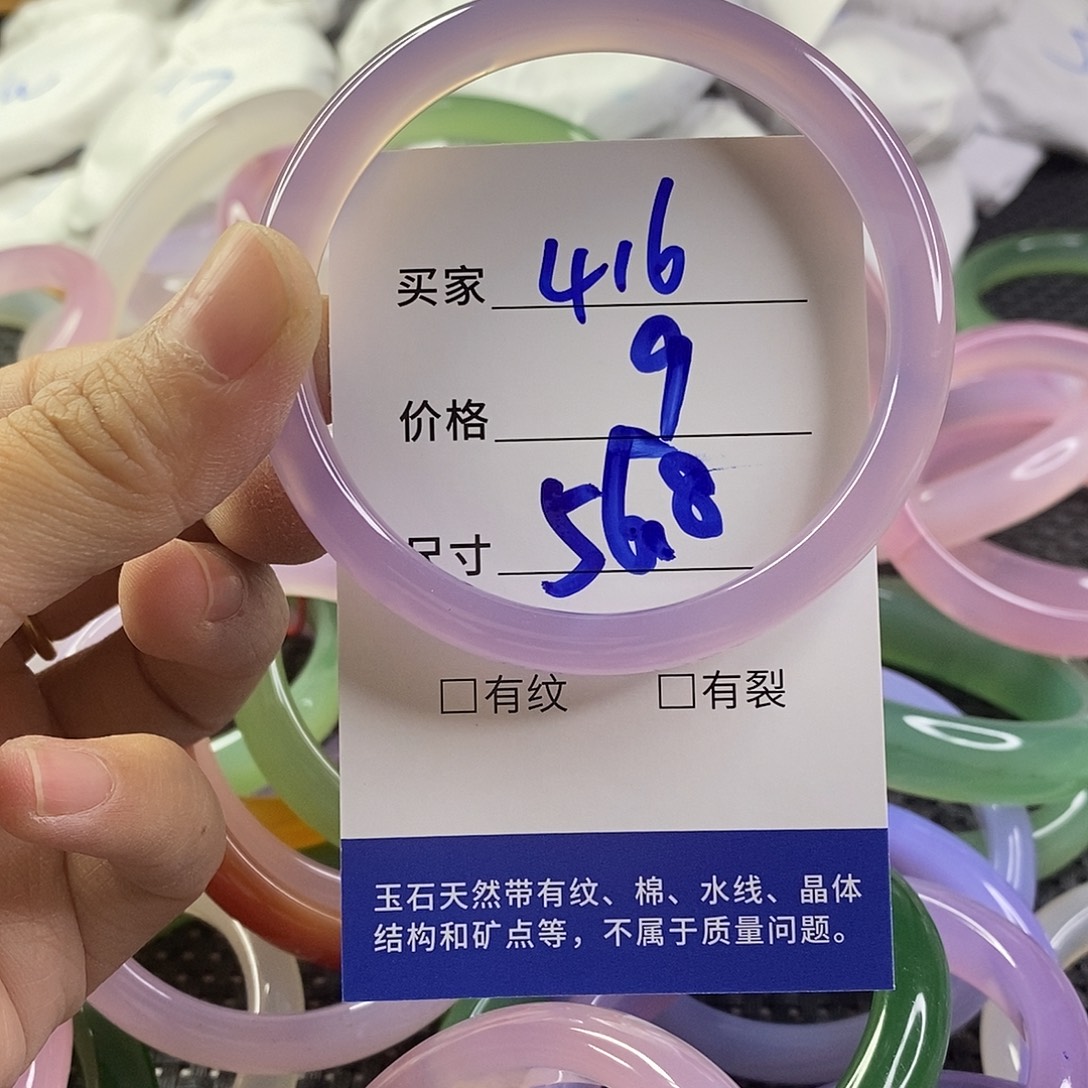 买家 416
价格 9
尺寸 56.8
□有纹 □有裂
玉石天然带有纹、棉、水线、晶体
结构和矿点等，不属于质量问题。